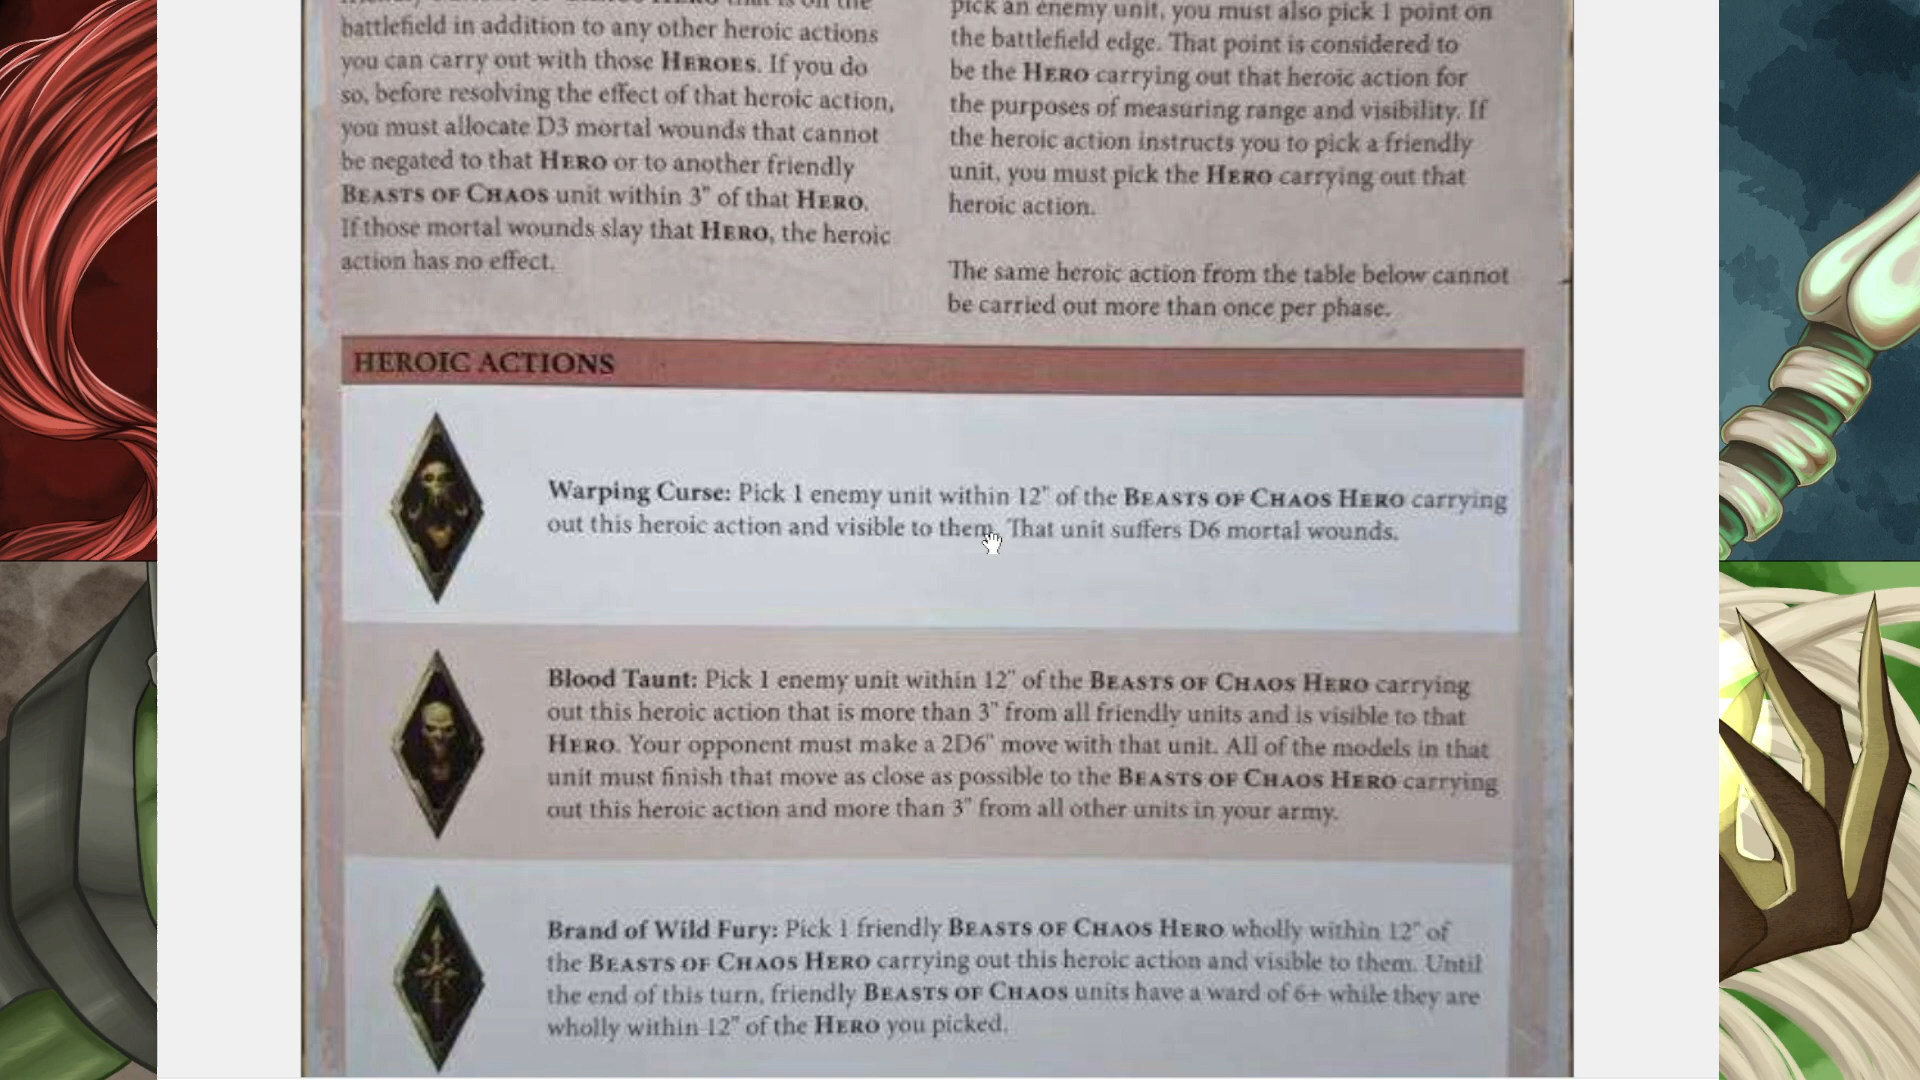 battlefield in addition to any other heroic actions
you can carry out with those HEROES. If you do
so, before resolving the effect of that heroic action,
you must allocate D3 mortal wounds that cannot
be negated to that HERO or to another friendly
BEASTS OF CHAOS unit within 3" of that HERO.
If those mortal wounds slay that HERO, the heroic
action has no effect.
pick an enemy unit, you must also pick 1 point on
the battlefield edge. That point is considered to
be the HERO carrying out that heroic action for
the purposes of measuring range and visibility. If
the heroic action instructs you to pick a friendly
unit, you must pick the HERO carrying out that
heroic action.
The same heroic action from the table below cannot
be carried out more than once per phase.
HEROIC ACTIONS
Warping Curse: Pick 1 enemy unit within 12" of the BEASTS OF CHAOS HERO carrying
out this heroic action and visible to them. That unit suffers D6 mortal wounds.
Blood Taunt: Pick 1 enemy unit within 12" of the BEASTS OF CHAOS HERO carrying
out this heroic action that is more than 3" from all friendly units and is visible to that
HERO. Your opponent must make a 2D6" move with that unit. All of the models in that
unit must finish that move as close as possible to the BEASTS OF CHAOS HERO carrying
out this heroic action and more than 3" from all other units in your army.
Brand of Wild Fury: Pick 1 friendly BEASTS OF CHAOS HERO wholly within 12" of
the BEASTS OF CHAOS HERO carrying out this heroic action and visible to them. Until
the end of this turn, friendly BEASTS OF CHAOS units have a ward of 6+ while they are
wholly within 12" of the HERO you picked.